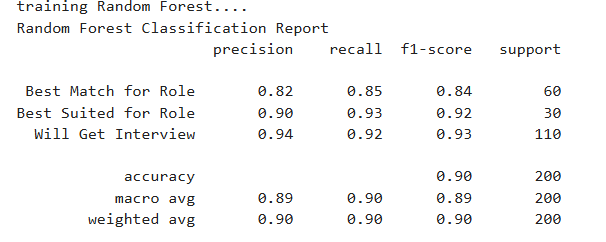 training Random Forest....
Random Forest Classification Report
precision recall f1-score support
Best Match for Role 0.82 0.85 0.84 60
Best Suited for Role 0.90 0.93 0.92 30
Will Get Interview 0.94 0.92 0.93 110
accuracy 0.90 200
macro avg 0.89 0.90 0.89 200
weighted avg 0.90 0.90 0.90 200